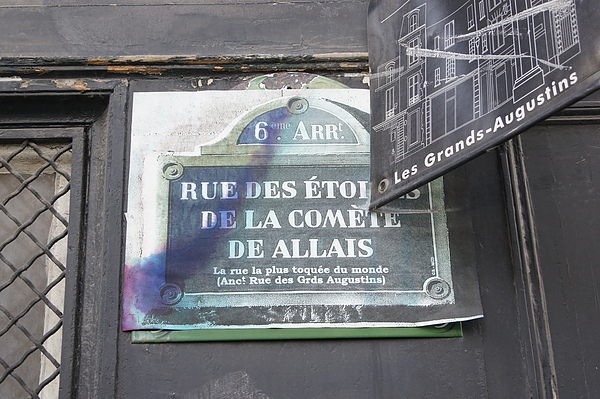 6ème Arrt.
RUE DES ÉTOILES
DE LA COMÈTE
DE ALLAIS
La rue la plus toquée du monde
(Anct. Rue des Grds Augustins)
Les Grands-Augustins